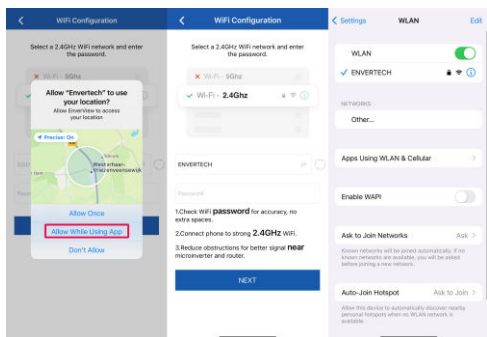 WiFi Configuration
Select a 2.4GHz WiFi network and enter
the password.
Wi-Fi - 5Ghz
Allow "Envertech" to use
your location?
Allow EnverView to access
your location
Precise: On
Allow Once
Allow While Using App
Don't Allow
WiFi Configuration
Select a 2.4GHz WiFi network and enter
the password.
Wi-Fi - 5Ghz
Wi-Fi - 2.4Ghz
ENVERTECH
Password
1.Check WiFi password for accuracy, no
extra spaces.
2.Connect phone to strong 2.4GHz WiFi.
3.Reduce obstructions for better signal near
microinverter and router.
NEXT
Settings
WLAN
Edit
WLAN
ENVERTECH
NETWORKS
Other...
Apps Using WLAN & Cellular
Enable WAPI
Ask to Join Networks
Ask
Known networks will be joined automatically. If no
known networks are available, you will be asked
before joining a new network.
Auto-Join Hotspot
Ask to Join
Allow this device to automatically discover nearby
personal hotspots when no WLAN network is
available.